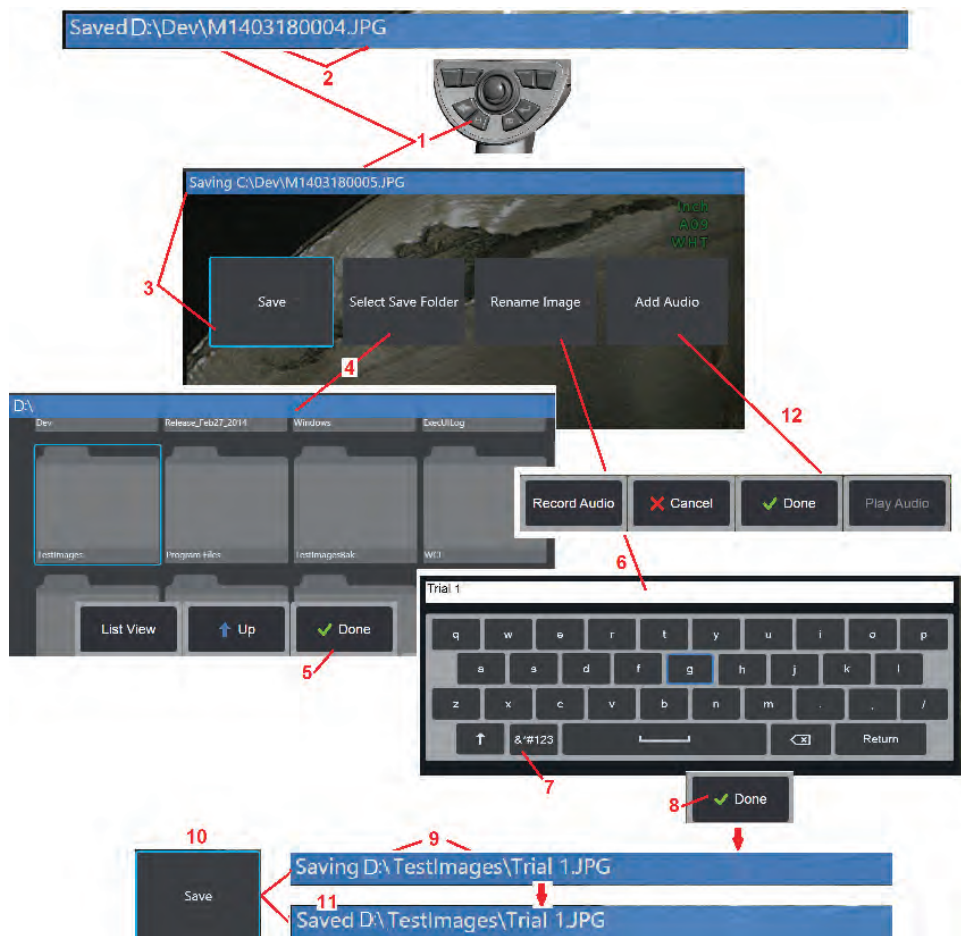 Saved D:\Dev\M1403180004.JPG
2
1
Saving C:\Dev\M1403180005.JPG
Inch
A09
WHT
3
Save
Select Save Folder
Rename Image
Add Audio
4
12
D:\
Dev
Release_Feb27_2014
Windows
ExecUILog
TestImages
Program Files
TestImagesBak
Record Audio
Cancel
Done
Play Audio
6
List View
Up
Done
5
Trial 1
q w e r t y u i o p
a s d f g h j k l
z x c v b n m . , /
&^#123
Return
7
8
Done
10
9
Save
Saving D:\TestImages\Trial 1.JPG
11
Saved D:\TestImages\Trial 1.JPG